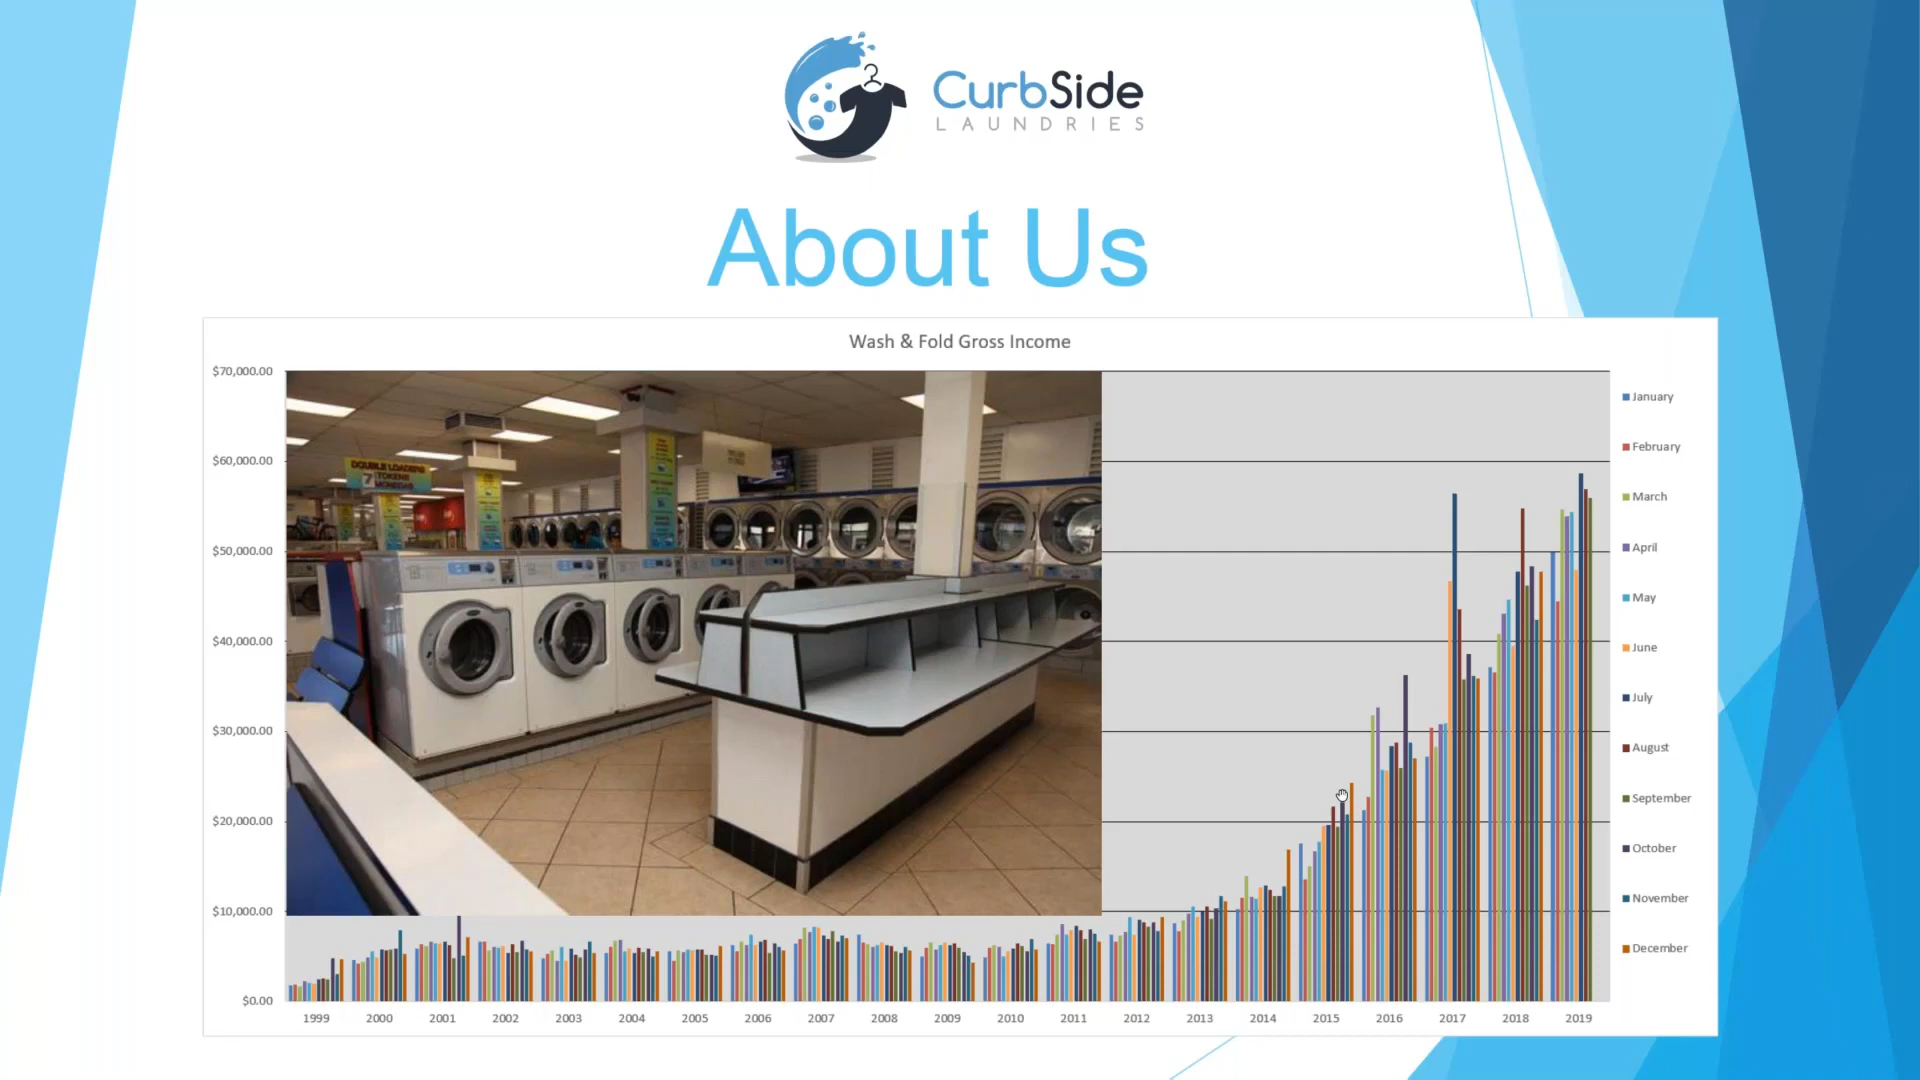 CurbSide
LAUNDRIES
About Us
Wash & Fold Gross Income
$70,000.00
$60,000.00
$50,000.00
$40,000.00
$30,000.00
$20,000.00
$10,000.00
$0.00
DOUBLE LOADERS
7 TOKENS
MONDAYS
1999 2000 2001 2002 2003 2004 2005 2006 2007 2008 2009 2010 2011 2012 2013 2014 2015 2016 2017 2018 2019
January
February
March
April
May
June
July
August
September
October
November
December